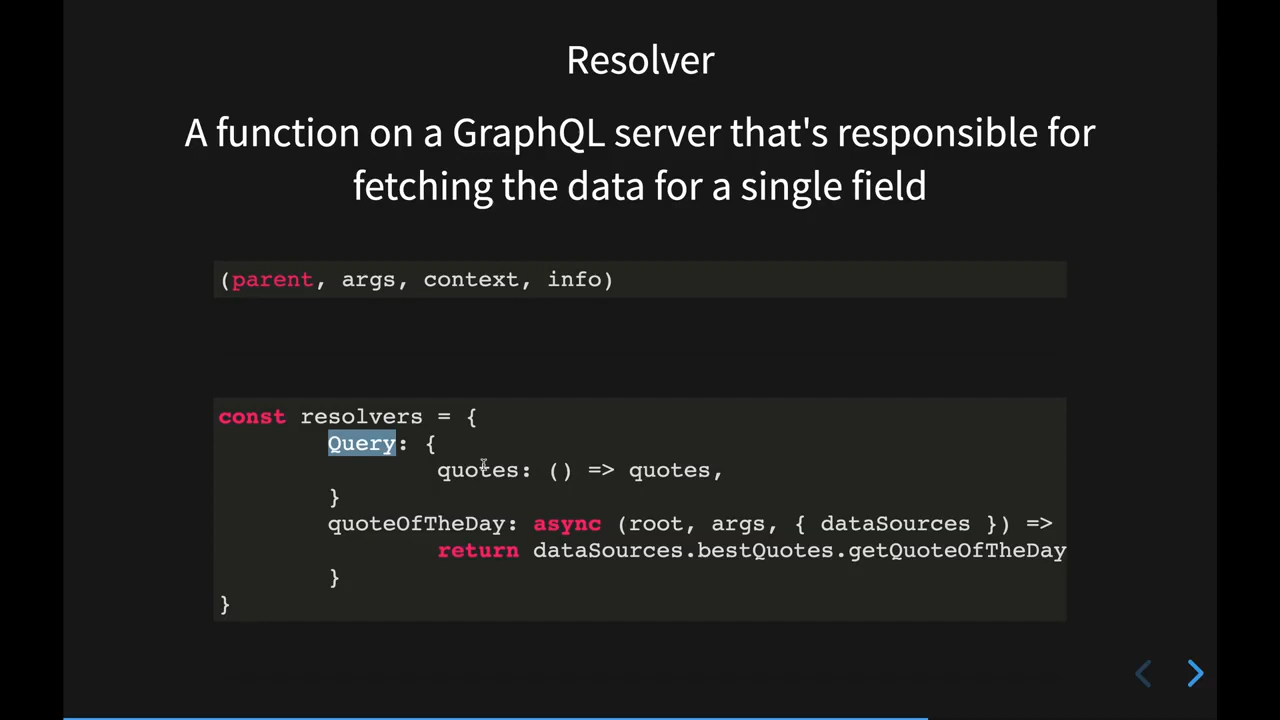 Resolver
A function on a GraphQL server that's responsible for
fetching the data for a single field
(parent, args, context, info)
const resolvers = {
Query: {
quotes: () => quotes,
}
quoteOfTheDay: async (root, args, { dataSources }) =>
return dataSources.bestQuotes.getQuoteOfTheDay
}
}